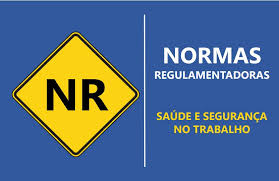 NR
NORMAS
REGULAMENTADORAS
SAÚDE E SEGURANÇA
NO TRABALHO